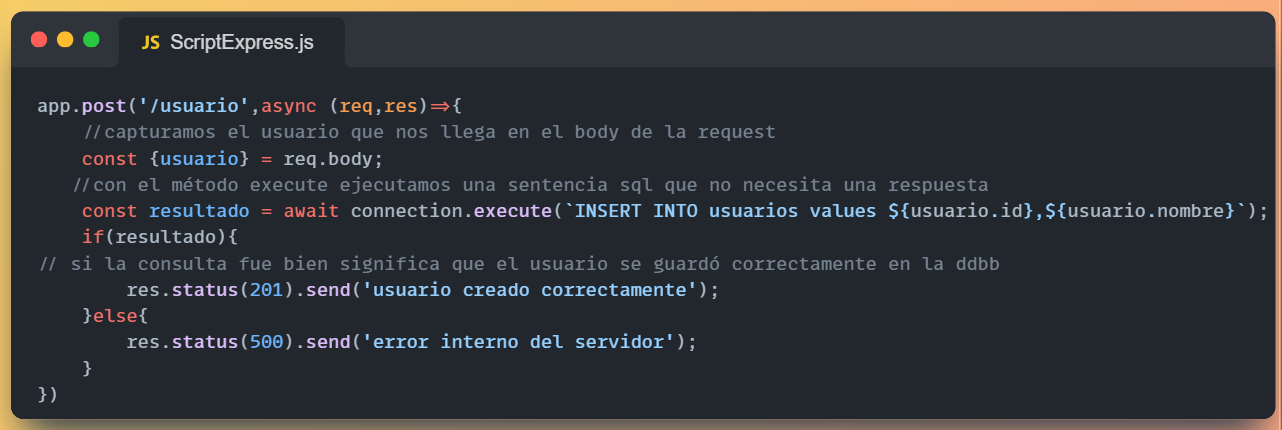 JS ScriptExpress.js
app.post('/usuario',async (req,res)=>{
//capturamos el usuario que nos llega en el body de la request
const {usuario} = req.body;
//con el método execute ejecutamos una sentencia sql que no necesita una respuesta
const resultado = await connection.execute(`INSERT INTO usuarios values ${usuario.id},${usuario.nombre}`);
if(resultado){
// si la consulta fue bien significa que el usuario se guardó correctamente en la ddbb
res.status(201).send('usuario creado correctamente');
}else{
res.status(500).send('error interno del servidor');
}
})